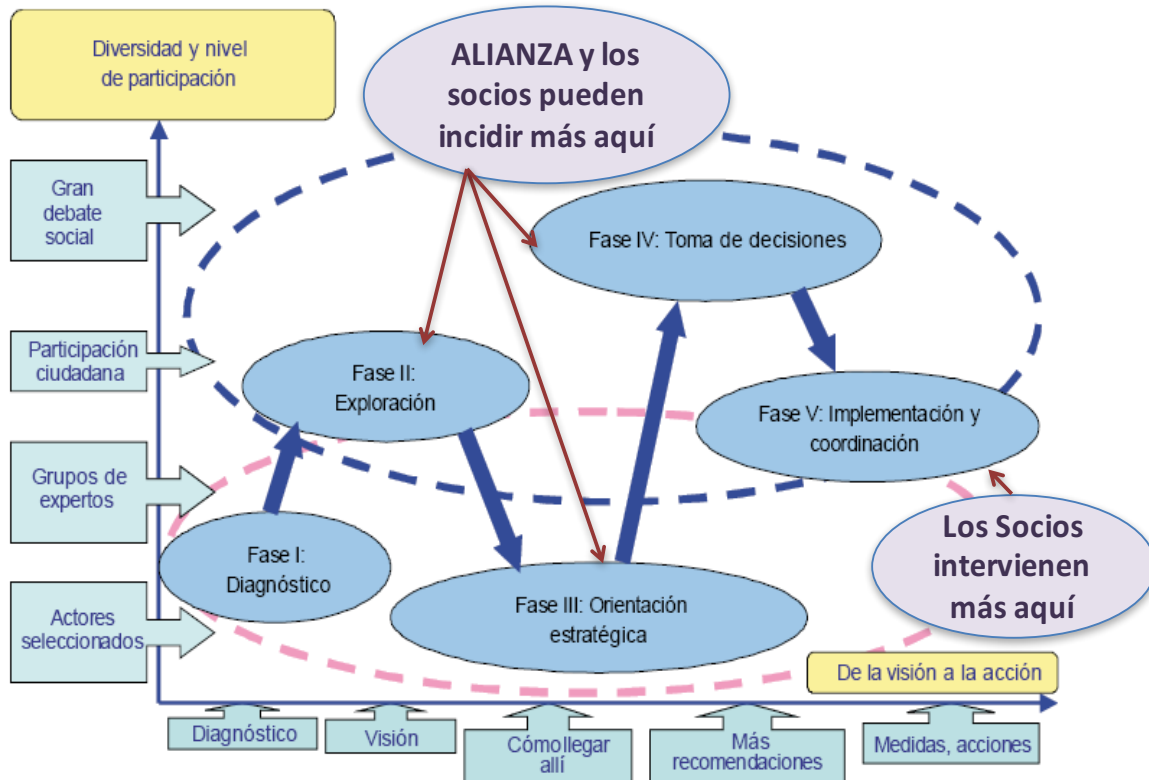 Diversidad y nivel
de participación
ALIANZA y los
socios pueden
incidir más aquí
Gran
debate
social
Fase IV: Toma de decisiones
Participación
ciudadana
Fase II:
Exploración
Fase V: Implementación y
coordinación
Grupos de
expertos
Fase I:
Diagnóstico
Los Socios
intervienen
más aquí
Fase III: Orientación
estratégica
Actores
seleccionados
De la visión a la acción
Diagnóstico
Visión
Cómo llegar
allí
Más
recomendaciones
Medidas, acciones